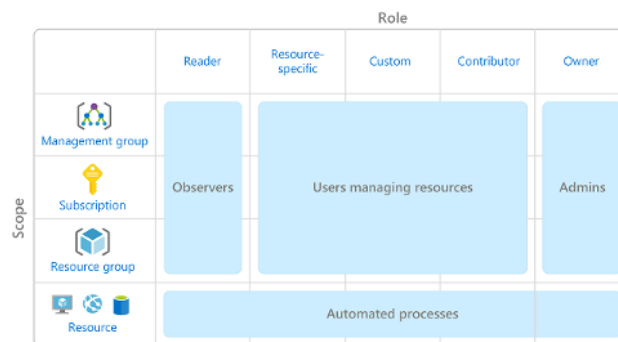 Role
Reader
Resource-
specific
Custom
Contributor
Owner
Scope
Management group
Subscription
Resource group
Resource
Observers
Users managing resources
Admins
Automated processes